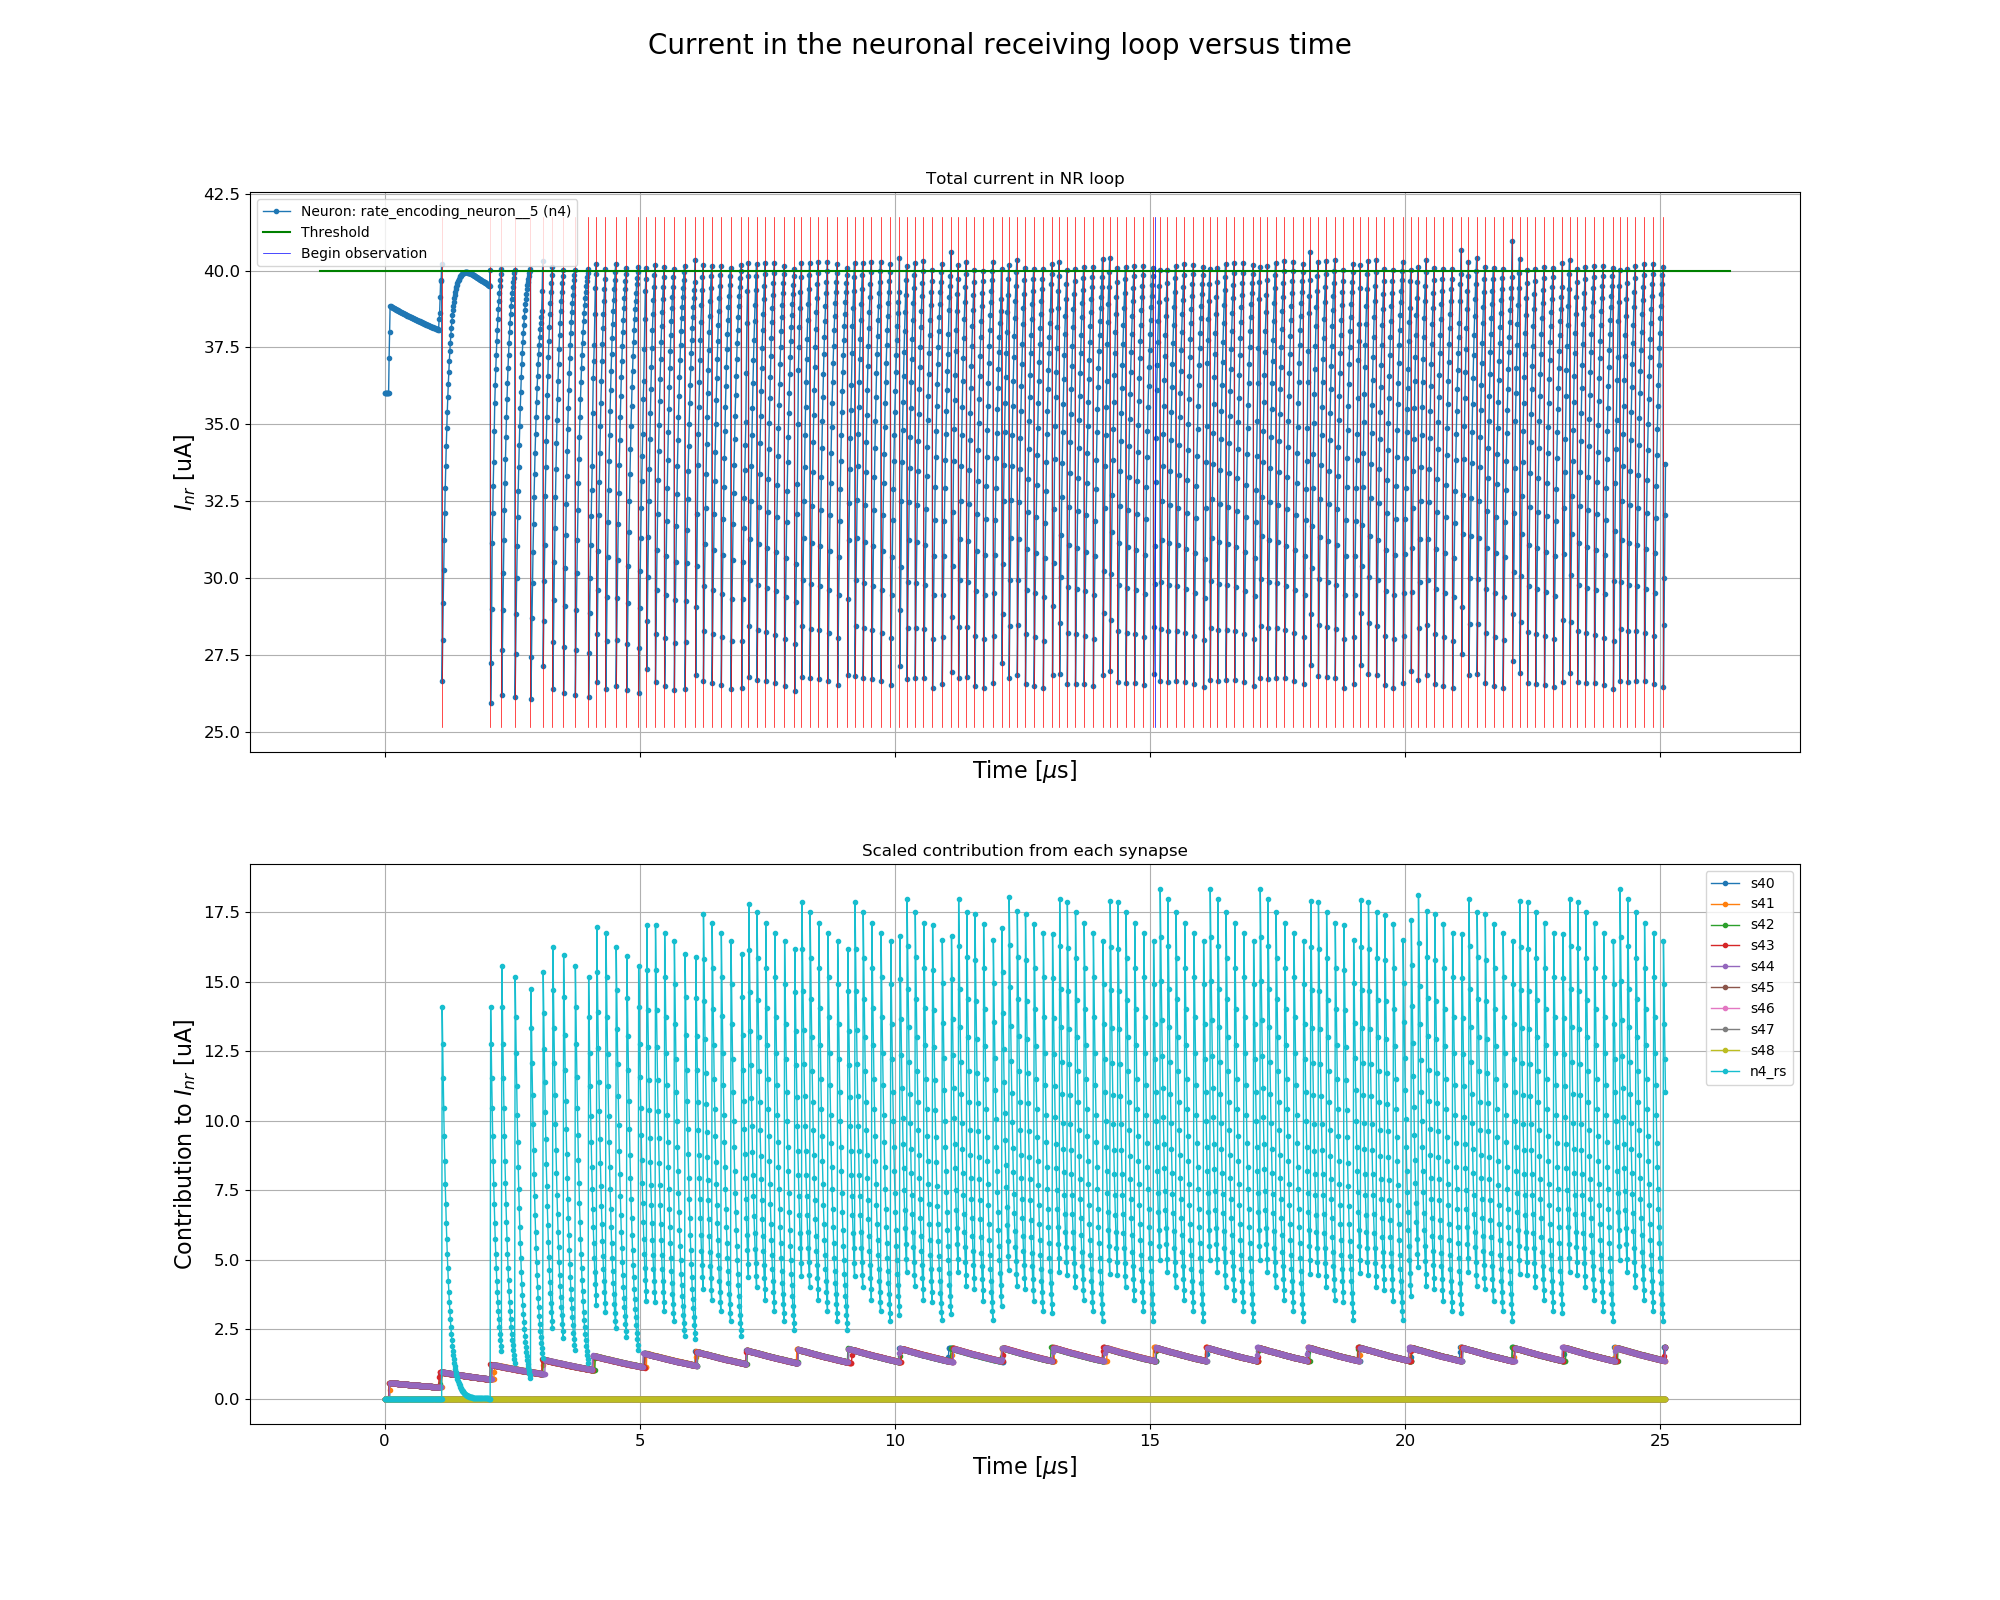 Current in the neuronal receiving loop versus time
Total current in NR loop
42.5
40.0
37.5
35.0
32.5
30.0
27.5
25.0
I_nr [uA]
Neuron: rate_encoding_neuron__5 (n4)
Threshold
Begin observation
Time [μs]
Scaled contribution from each synapse
17.5
15.0
12.5
10.0
7.5
5.0
2.5
0.0
Contribution to I_nr [uA]
s40
s41
s42
s43
s44
s45
s46
s47
s48
n4_rs
0 5 10 15 20 25
Time [μs]